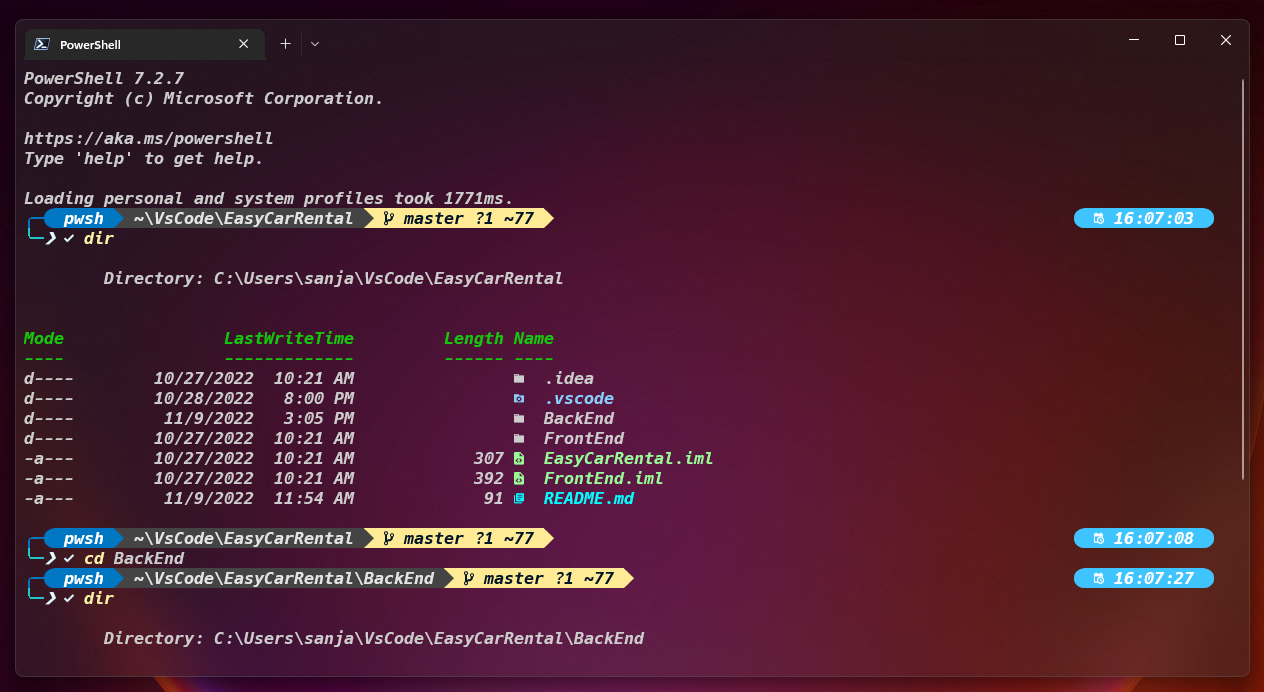 PowerShell
PowerShell 7.2.7
Copyright (c) Microsoft Corporation.
https://aka.ms/powershell
Type 'help' to get help.
Loading personal and system profiles took 1771ms.
pwsh ~\VsCode\EasyCarRental master ?1 ~77 16:07:03
❯ ✓ dir
Directory: C:\Users\sanja\VsCode\EasyCarRental
Mode LastWriteTime Length Name
---- ------------- ------ ----
d---- 10/27/2022 10:21 AM .idea
d---- 10/28/2022 8:00 PM .vscode
d---- 11/9/2022 3:05 PM BackEnd
d---- 10/27/2022 10:21 AM FrontEnd
-a--- 10/27/2022 10:21 AM 307 EasyCarRental.iml
-a--- 10/27/2022 10:21 AM 392 FrontEnd.iml
-a--- 11/9/2022 11:54 AM 91 README.md
pwsh ~\VsCode\EasyCarRental master ?1 ~77 16:07:08
❯ ✓ cd BackEnd
pwsh ~\VsCode\EasyCarRental\BackEnd master ?1 ~77 16:07:27
❯ ✓ dir
Directory: C:\Users\sanja\VsCode\EasyCarRental\BackEnd